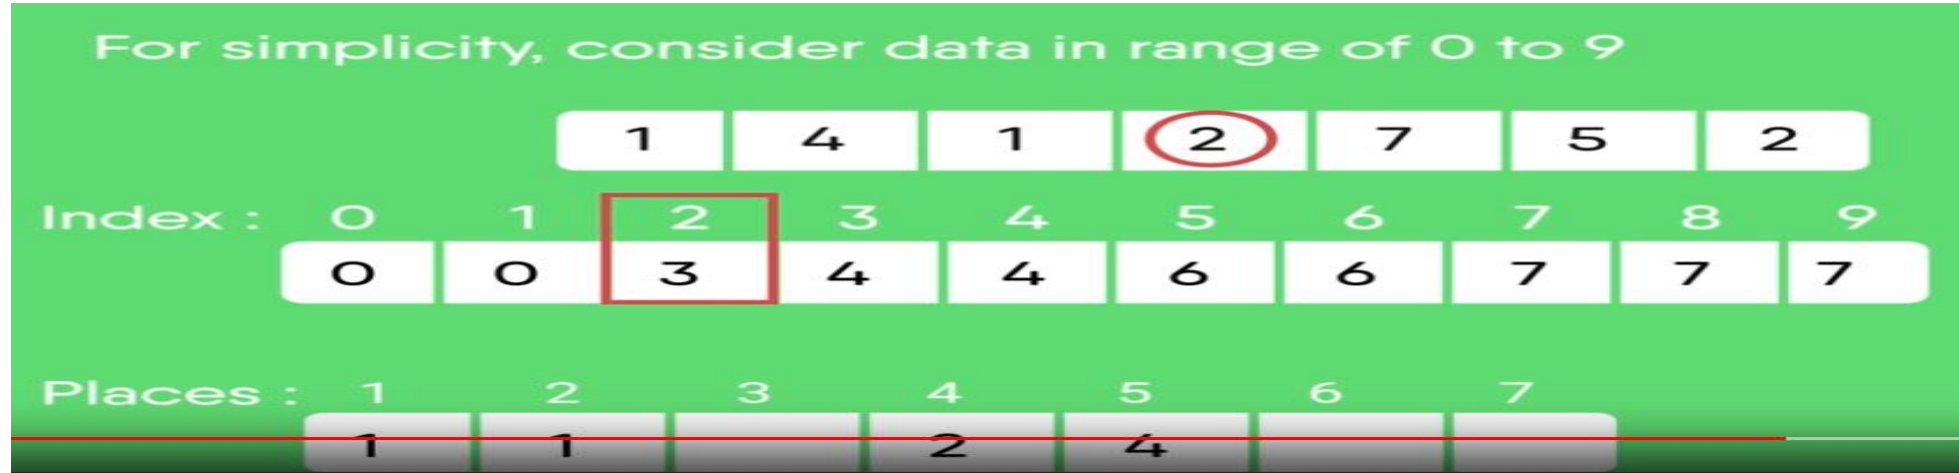 For simplicity, consider data in range of 0 to 9
1 4 1 2 7 5 2
Index : 0 1 2 3 4 5 6 7 8 9
0 0 3 4 4 6 6 7 7 7
Places : 1 2 3 4 5 6 7
1 1 2 4